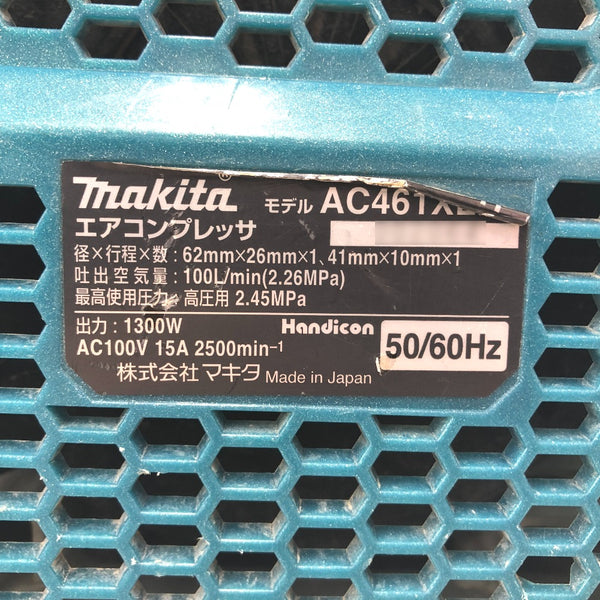 makita モデル AC461X
エアコンプレッサ
径×行程×数：62mm×26mm×1, 41mm×10mm×1
吐出空気量：100L/min(2.26MPa)
最高使用圧力：高圧用 2.45MPa
出力：1300W Handicon
AC100V 15A 2500min⁻¹ 50/60Hz
株式会社マキタ Made in Japan